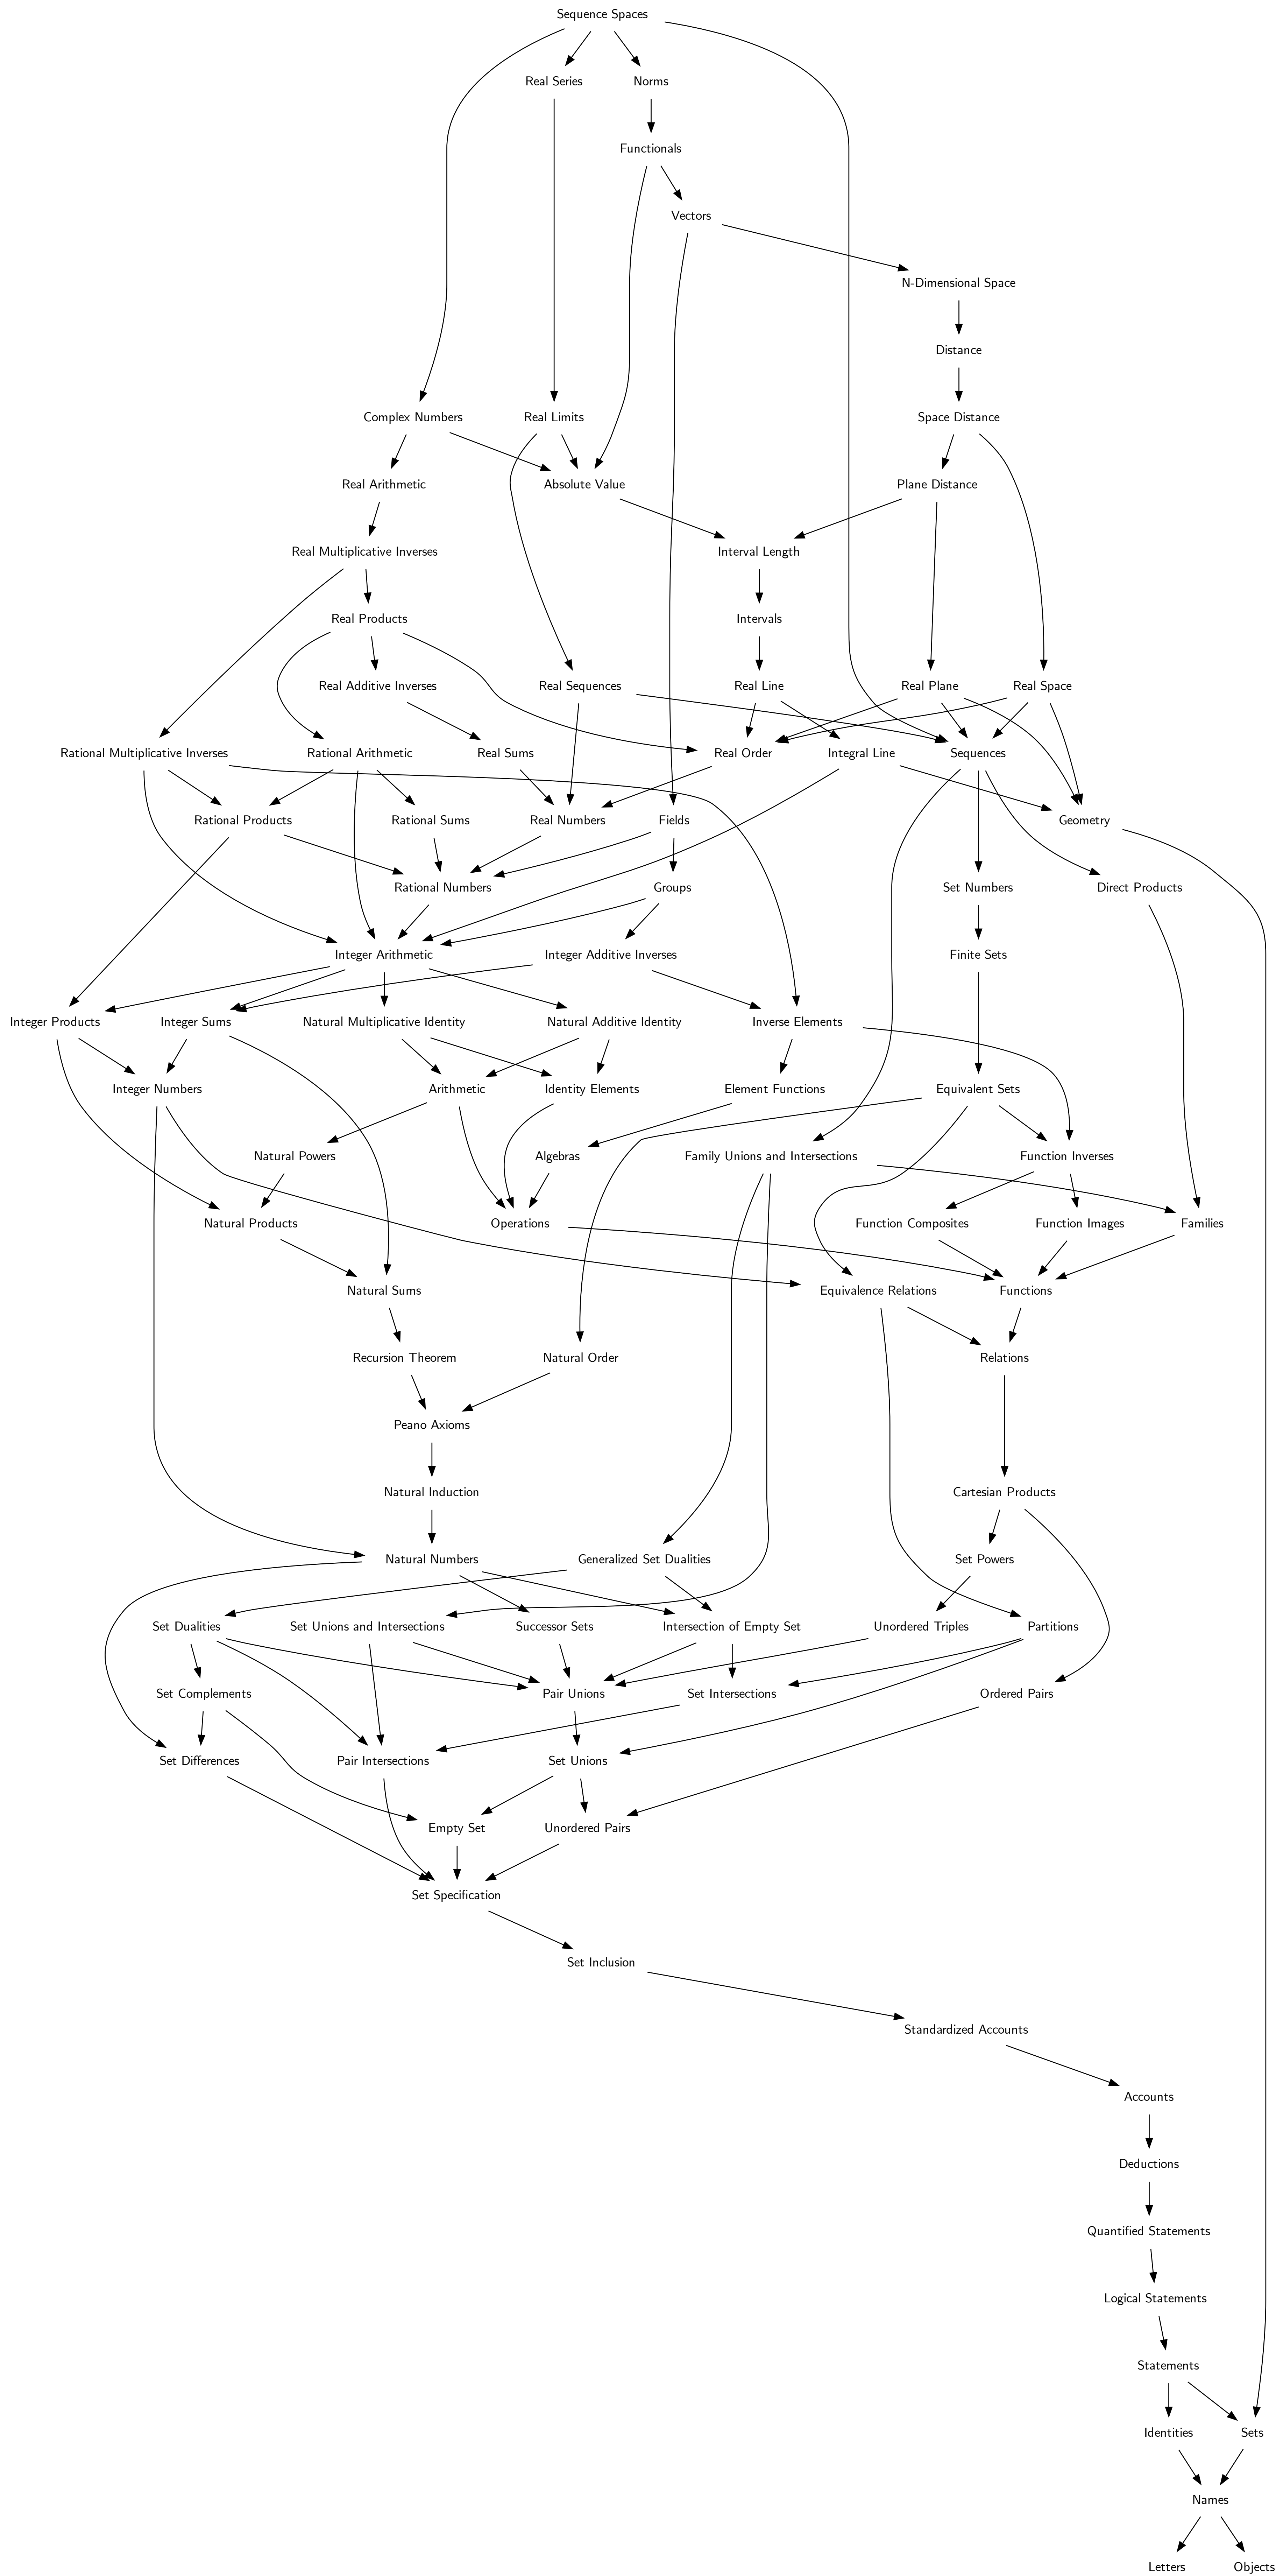 Sequence Spaces
Real Series
Norms
Functionals
Vectors
N-Dimensional Space
Distance
Complex Numbers
Real Limits
Space Distance
Real Arithmetic
Absolute Value
Plane Distance
Real Multiplicative Inverses
Interval Length
Real Products
Intervals
Real Additive Inverses
Real Sequences
Real Line
Real Plane
Real Space
Rational Multiplicative Inverses
Rational Arithmetic
Real Sums
Real Order
Integral Line
Sequences
Rational Products
Rational Sums
Real Numbers
Fields
Geometry
Rational Numbers
Groups
Set Numbers
Direct Products
Integer Arithmetic
Integer Additive Inverses
Finite Sets
Integer Products
Integer Sums
Natural Multiplicative Identity
Natural Additive Identity
Inverse Elements
Integer Numbers
Arithmetic
Identity Elements
Element Functions
Equivalent Sets
Natural Powers
Algebras
Family Unions and Intersections
Function Inverses
Natural Products
Operations
Function Composites
Function Images
Families
Natural Sums
Equivalence Relations
Functions
Recursion Theorem
Natural Order
Relations
Peano Axioms
Natural Induction
Cartesian Products
Natural Numbers
Generalized Set Dualities
Set Powers
Set Dualities
Set Unions and Intersections
Successor Sets
Intersection of Empty Set
Unordered Triples
Partitions
Set Complements
Pair Unions
Set Intersections
Ordered Pairs
Set Differences
Pair Intersections
Set Unions
Empty Set
Unordered Pairs
Set Specification
Set Inclusion
Standardized Accounts
Accounts
Deductions
Quantified Statements
Logical Statements
Statements
Identities
Sets
Names
Letters
Objects